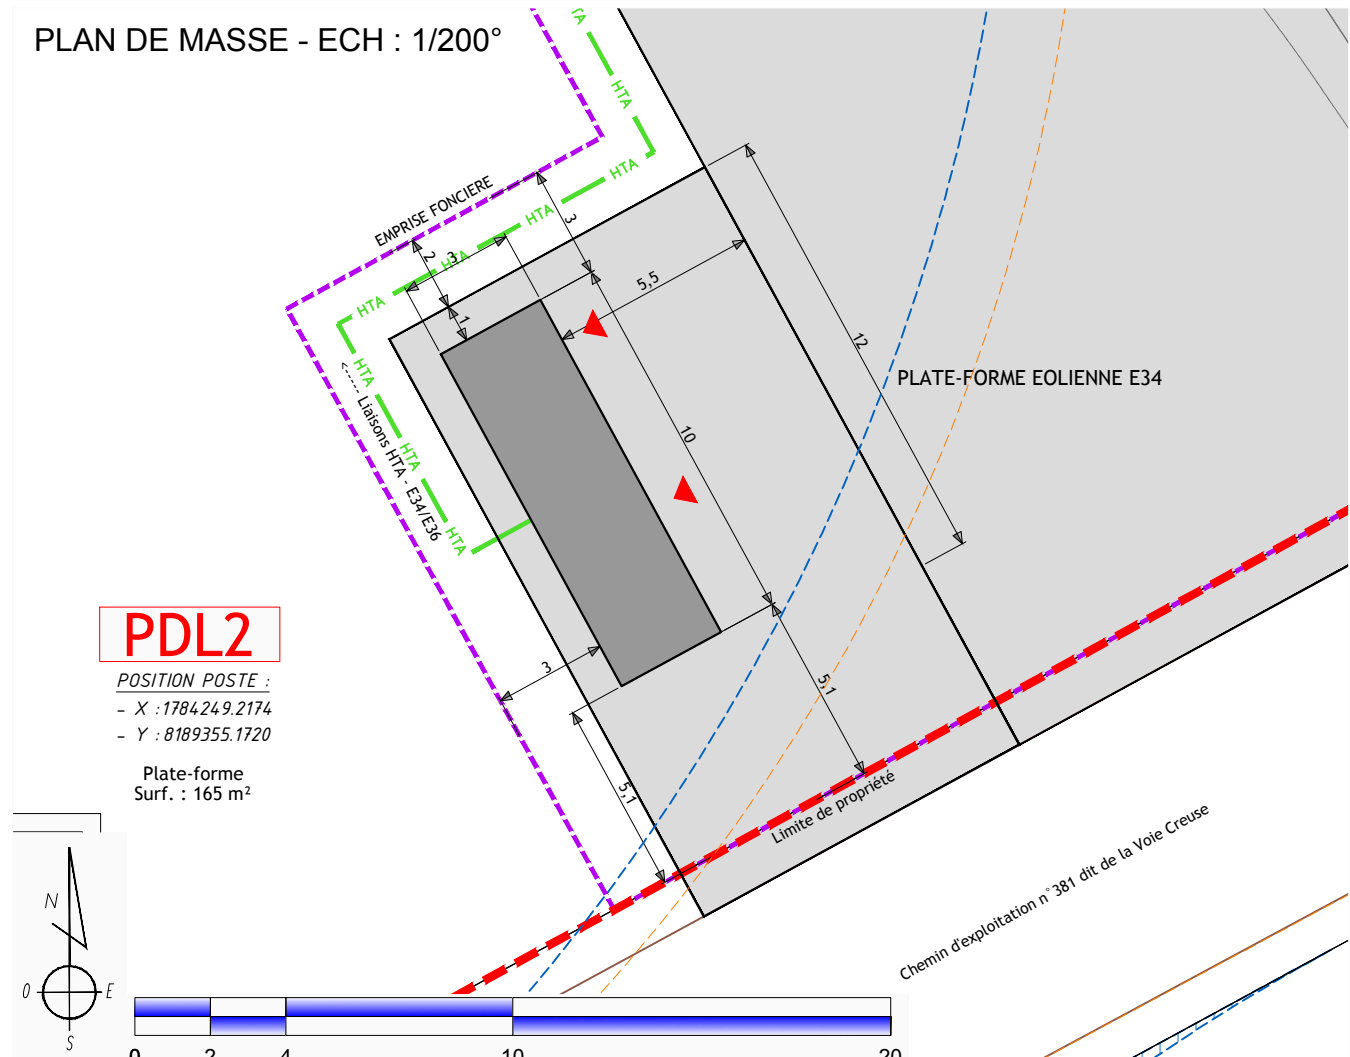 PLAN DE MASSE - ECH : 1/200°
HTA
HTA
HTA
EMPRISE FONCIERE
HTA
3
2
3
HTA
5,5
HTA
1
12
HTA
PLATE-FORME EOLIENNE E34
<----- Liaisons HTA - E34/E36
10
HTA
HTA
PDL2
POSITION POSTE :
- X : 1784249.2174
- Y : 8189355.1720
Plate-forme
Surf. : 165 m²
3
5,1
5,1
Limite de propriété
Chemin d'exploitation n°381 dit de la Voie Creuse
N
O
E
S
0 2 4 10 20